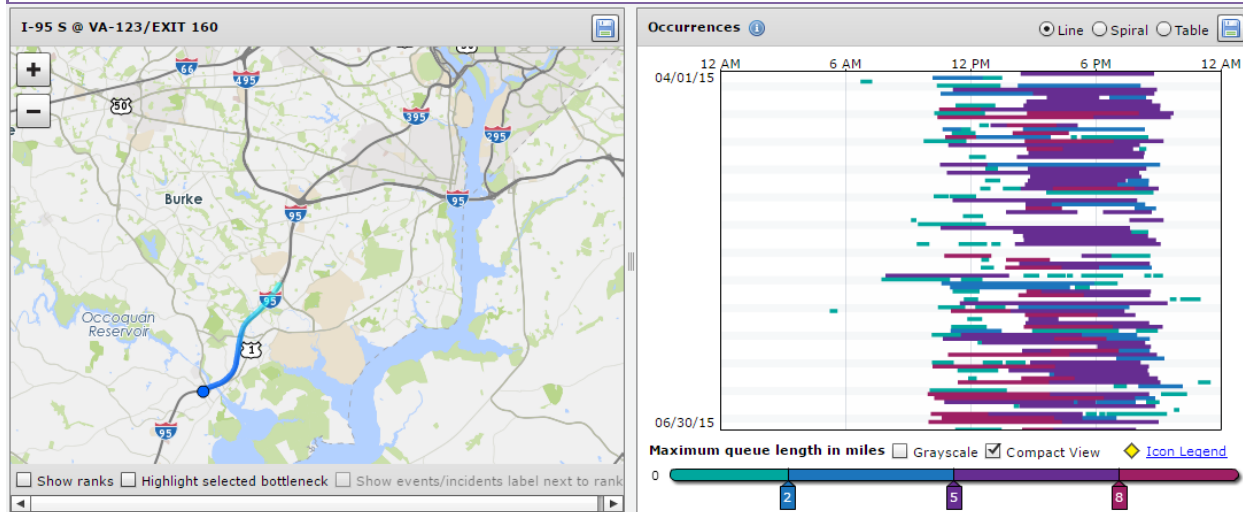 I-95 S @ VA-123/EXIT 160
+
−
66
495
50
395
295
Burke
95
95
95
Occoquan
Reservoir
1
95
Show ranks Highlight selected bottleneck Show events/incidents label next to rank
Occurrences Line Spiral Table
12 AM 6 AM 12 PM 6 PM 12 AM
04/01/15
06/30/15
Maximum queue length in miles Grayscale Compact View Icon Legend
0
2 5 8